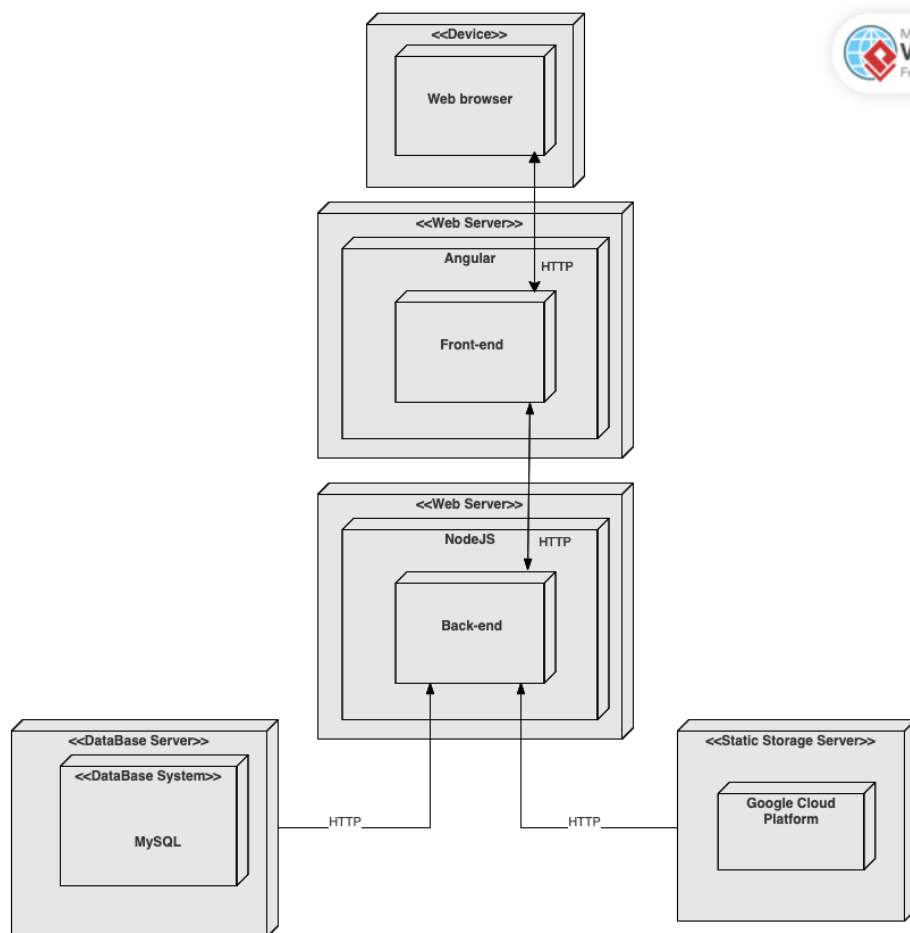 <<Device>>
Web browser
<<Web Server>>
Angular
HTTP
Front-end
<<Web Server>>
NodeJS
HTTP
Back-end
<<DataBase Server>>
<<DataBase System>>
MySQL
HTTP
HTTP
<<Static Storage Server>>
Google Cloud
Platform